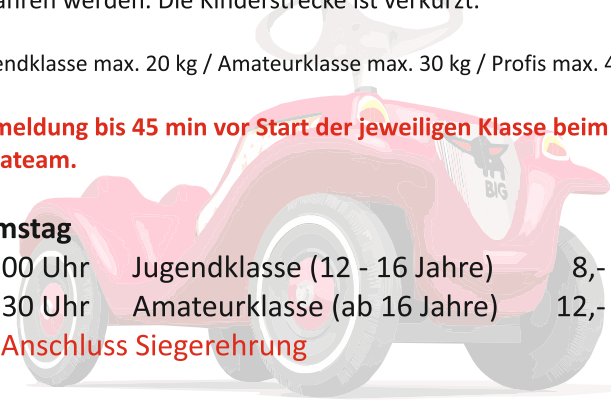 ahren werden. Die Kinderstrecke ist verkürzt.
endklasse max. 20 kg / Amateurklasse max. 30 kg / Profis max. 4
meldung bis 45 min vor Start der jeweiligen Klasse beim
ateam.
BIG
mstag
00 Uhr Jugendklasse (12 - 16 Jahre) 8,-
30 Uhr Amateurklasse (ab 16 Jahre) 12,-
Anschluss Siegerehrung